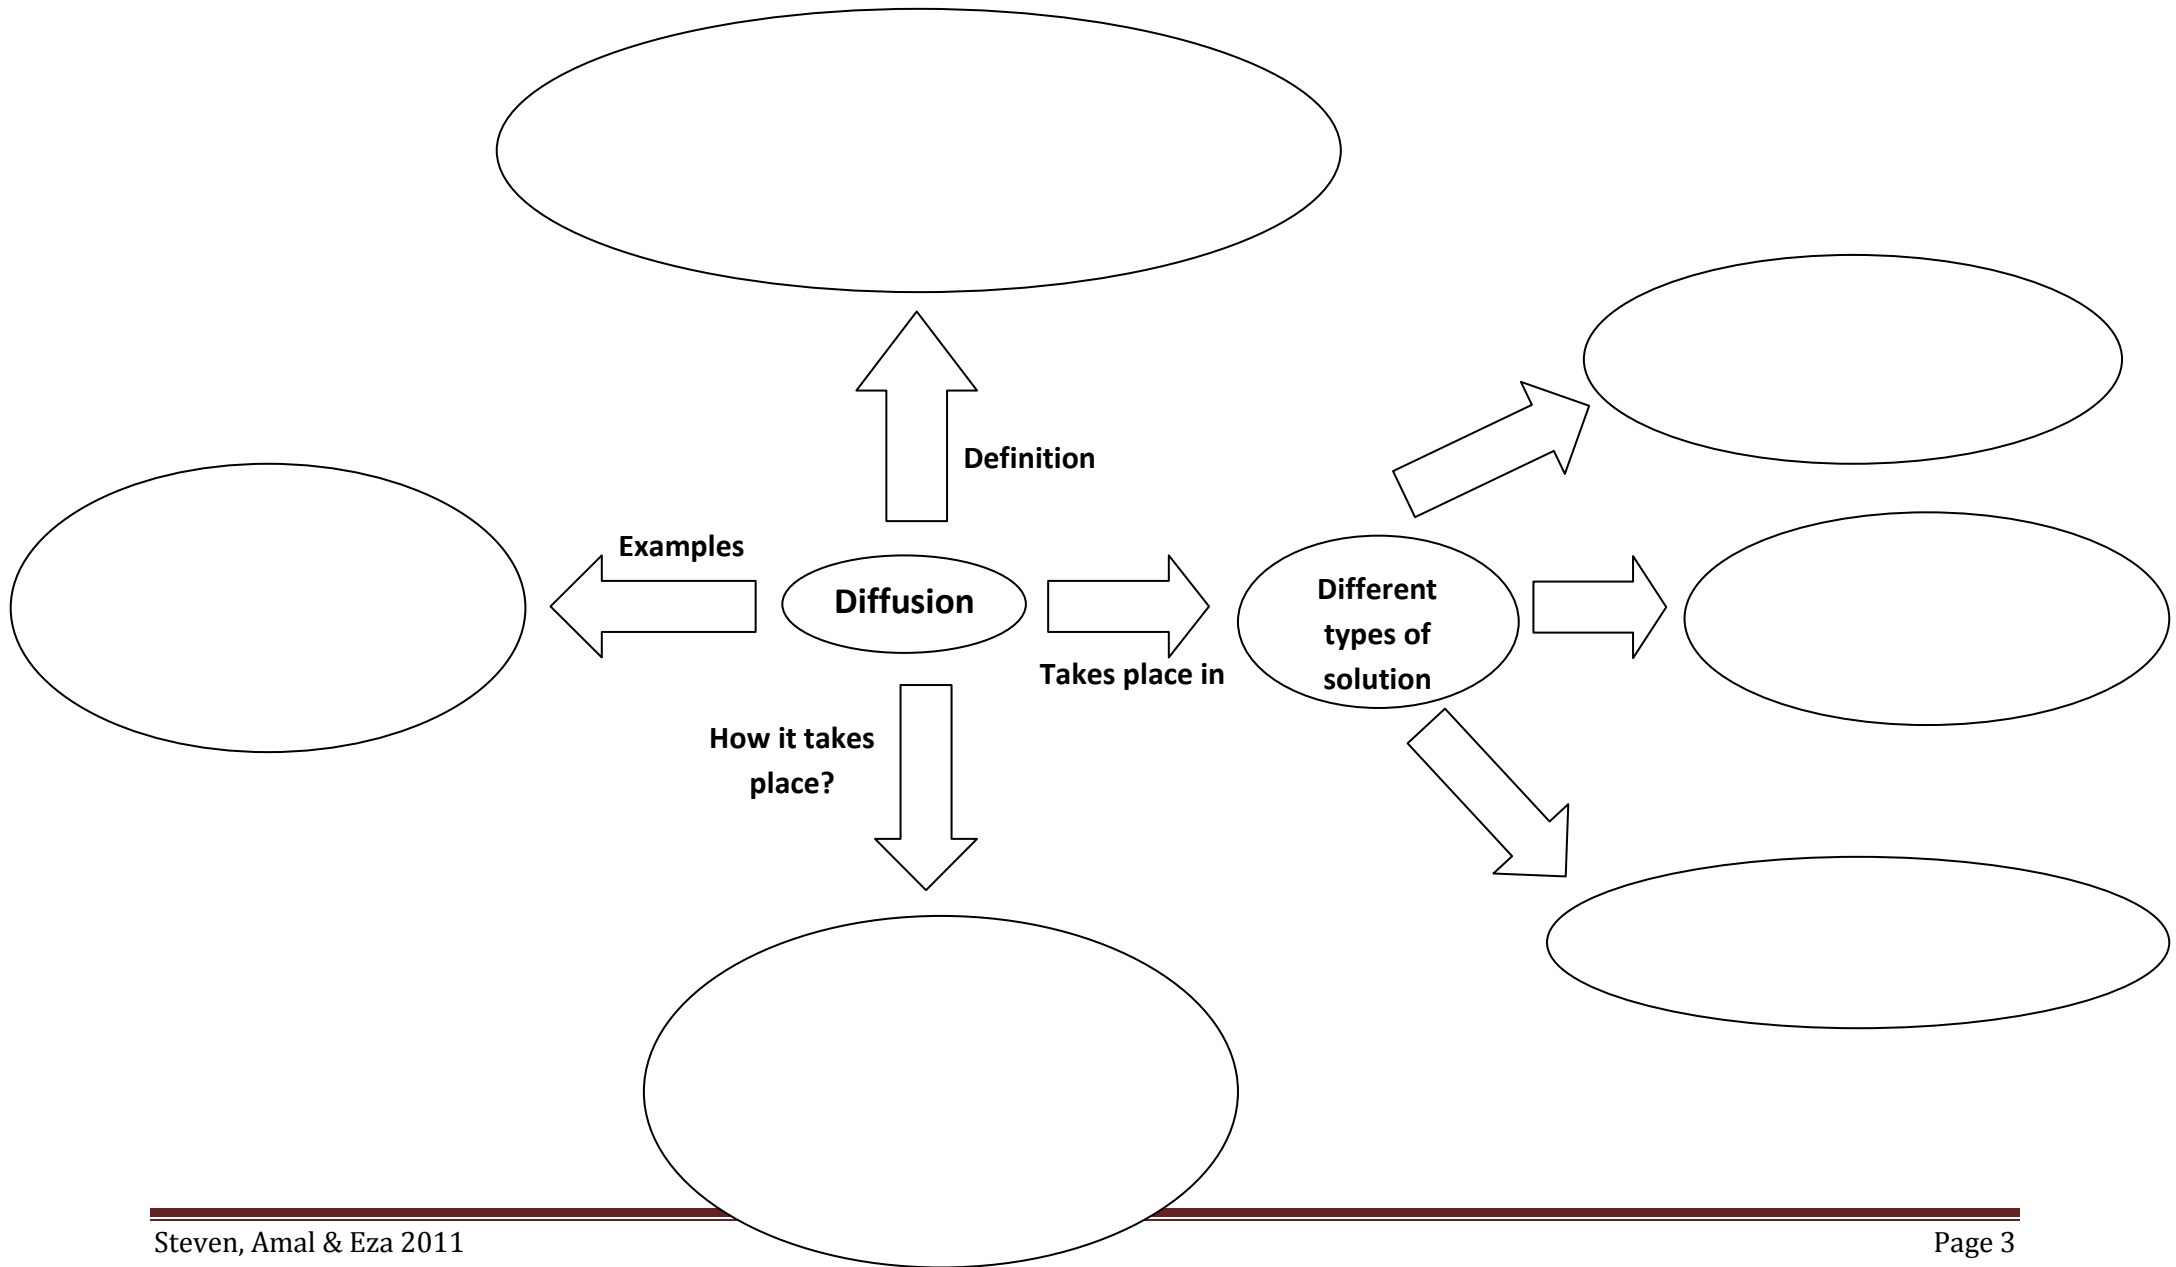 Definition
Examples
Diffusion
Different
types of
solution
Takes place in
How it takes
place?
Steven, Amal & Eza 2011
Page 3